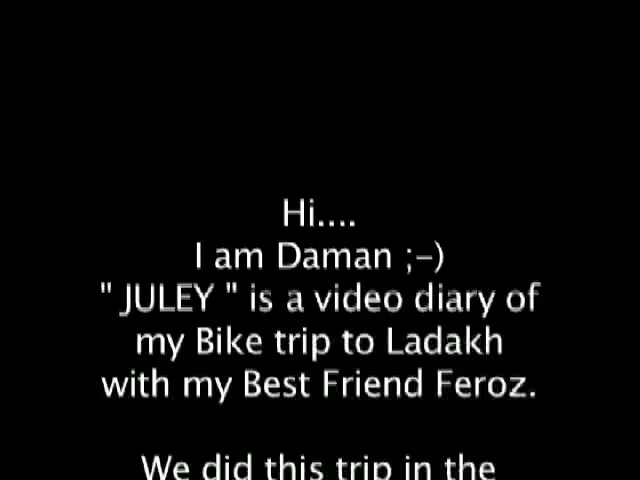 Hi....
I am Daman ;-)
" JULEY " is a video diary of
my Bike trip to Ladakh
with my Best Friend Feroz.
We did this trip in the